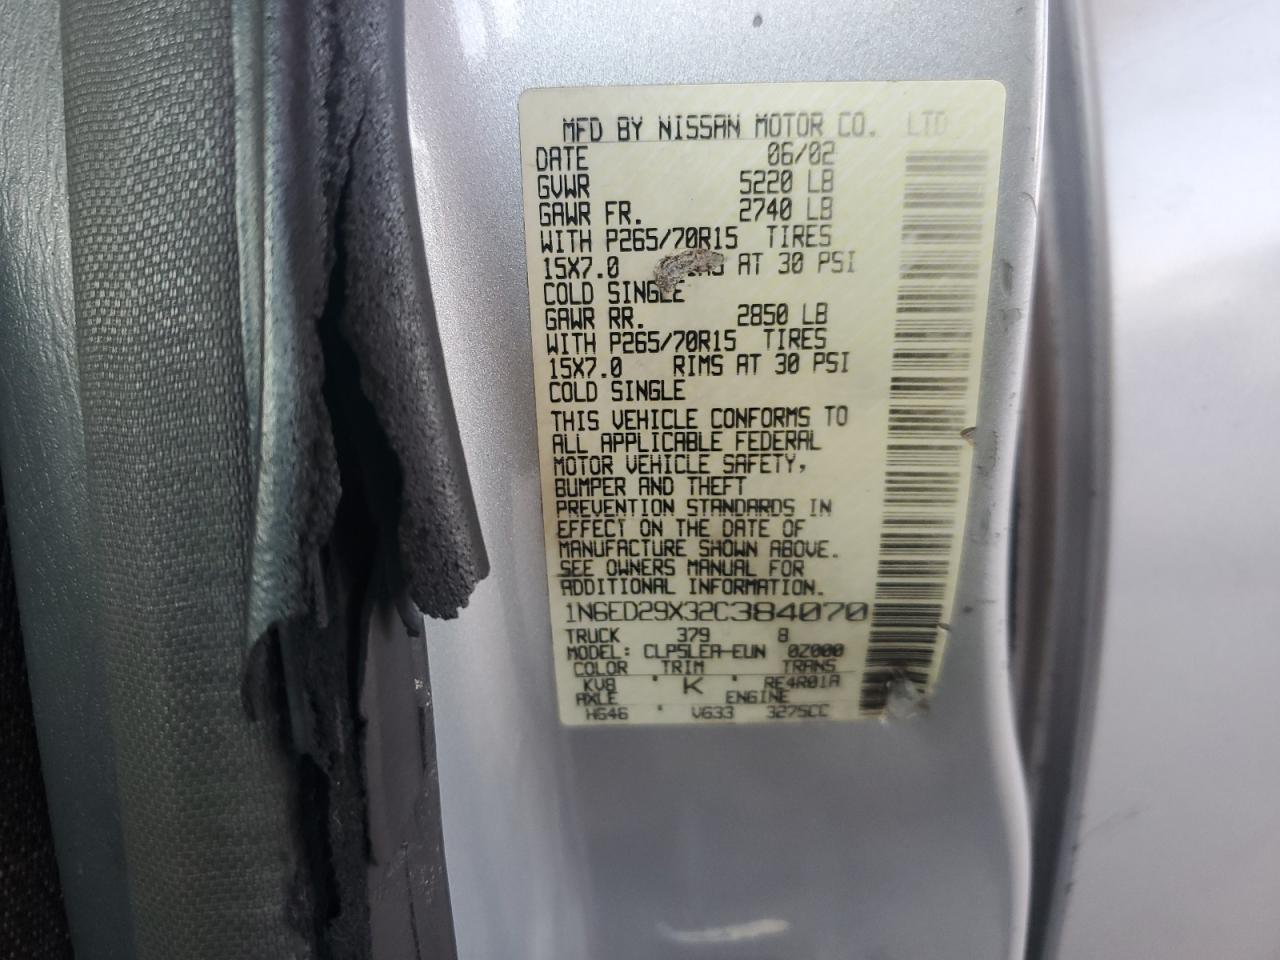 MFD BY NISSAN MOTOR CO. LTD
DATE 06/02
GVWR 5220 LB
GAWR FR. 2740 LB
WITH P265/70R15 TIRES
15X7.0 AT 30 PSI
COLD SINGLE
GAWR RR. 2850 LB
WITH P265/70R15 TIRES
15X7.0 RIMS AT 30 PSI
COLD SINGLE
THIS VEHICLE CONFORMS TO
ALL APPLICABLE FEDERAL
MOTOR VEHICLE SAFETY,
BUMPER AND THEFT
PREVENTION STANDARDS IN
EFFECT ON THE DATE OF
MANUFACTURE SHOWN ABOVE.
SEE OWNERS MANUAL FOR
ADDITIONAL INFORMATION.
1N6ED29X32C384070
TRUCK 379 8
MODEL: CLPSLEA-EUN 0Z000
COLOR TRIM TRANS
KV8 ' K ' RE4R01A
AXLE ENGINE
HG46 ' VG33 3275CC